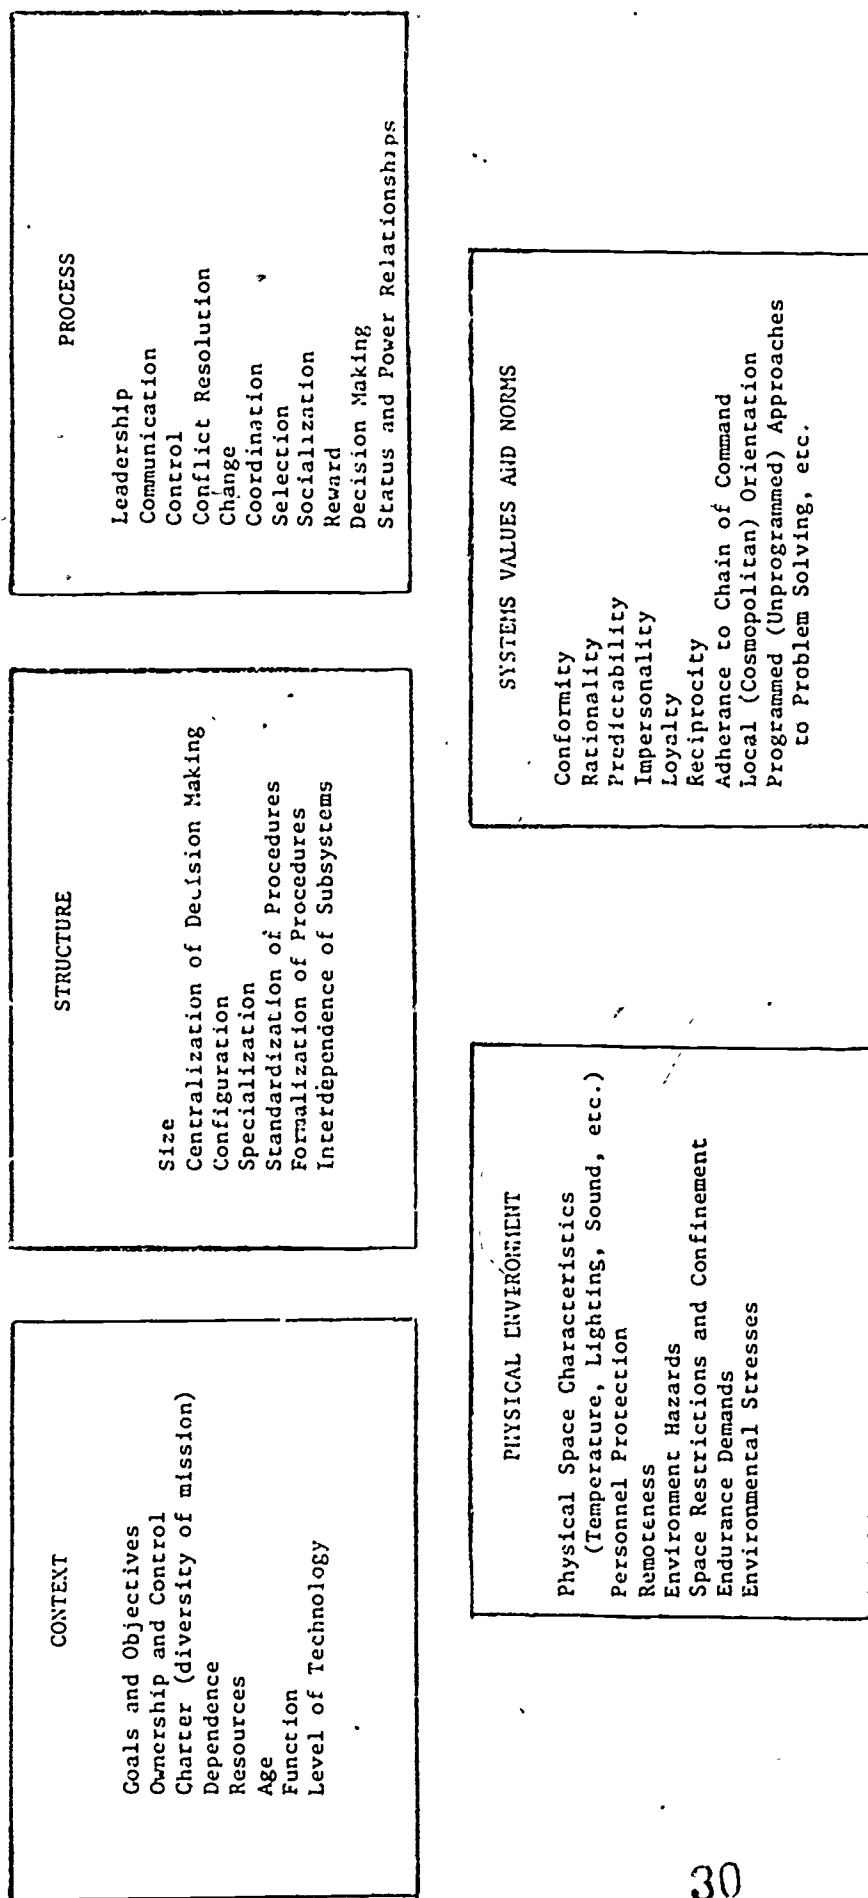 CONTEXT
Goals and Objectives
Ownership and Control
Charter (diversity of mission)
Dependence
Resources
Age
Function
Level of Technology
STRUCTURE
Size
Centralization of Decision Making
Configuration
Specialization
Standardization of Procedures
Formalization of Procedures
Interdependence of Subsystems
PROCESS
Leadership
Communication
Control
Conflict Resolution
Change
Coordination
Selection
Socialization
Reward
Decision Making
Status and Power Relationships
PHYSICAL ENVIRONMENT
Physical Space Characteristics
(Temperature, Lighting, Sound, etc.)
Personnel Protection
Remoteness
Environment Hazards
Space Restrictions and Confinement
Endurance Demands
Environmental Stresses
SYSTEMS VALUES AND NORMS
Conformity
Rationality
Predictability
Impersonality
Loyalty
Reciprocity
Adherance to Chain of Command
Local (Cosmopolitan) Orientation
Programmed (Unprogrammed) Approaches
to Problem Solving, etc.
30